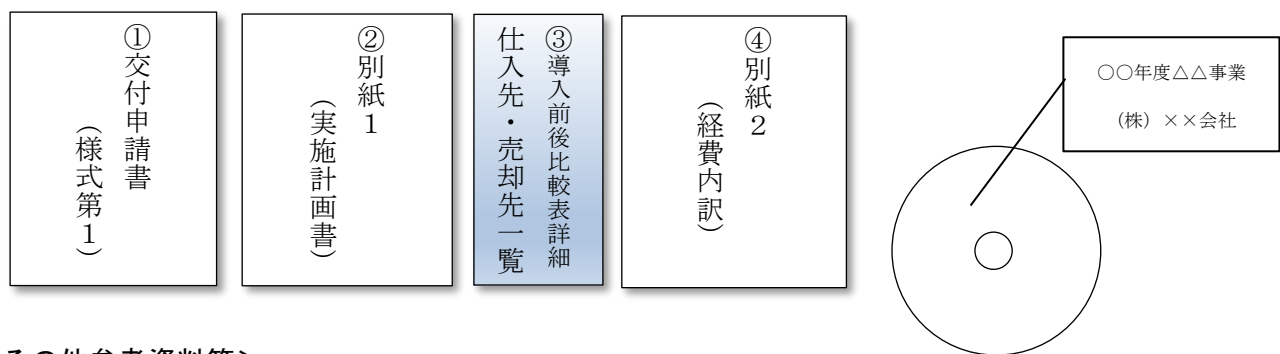 ①交付申請書
（様式第１）
②別紙１
（実施計画書）
③導入前後比較表詳細
仕入先・売却先一覧
④別紙２
（経費内訳）
○○年度△△事業
（株）××会社